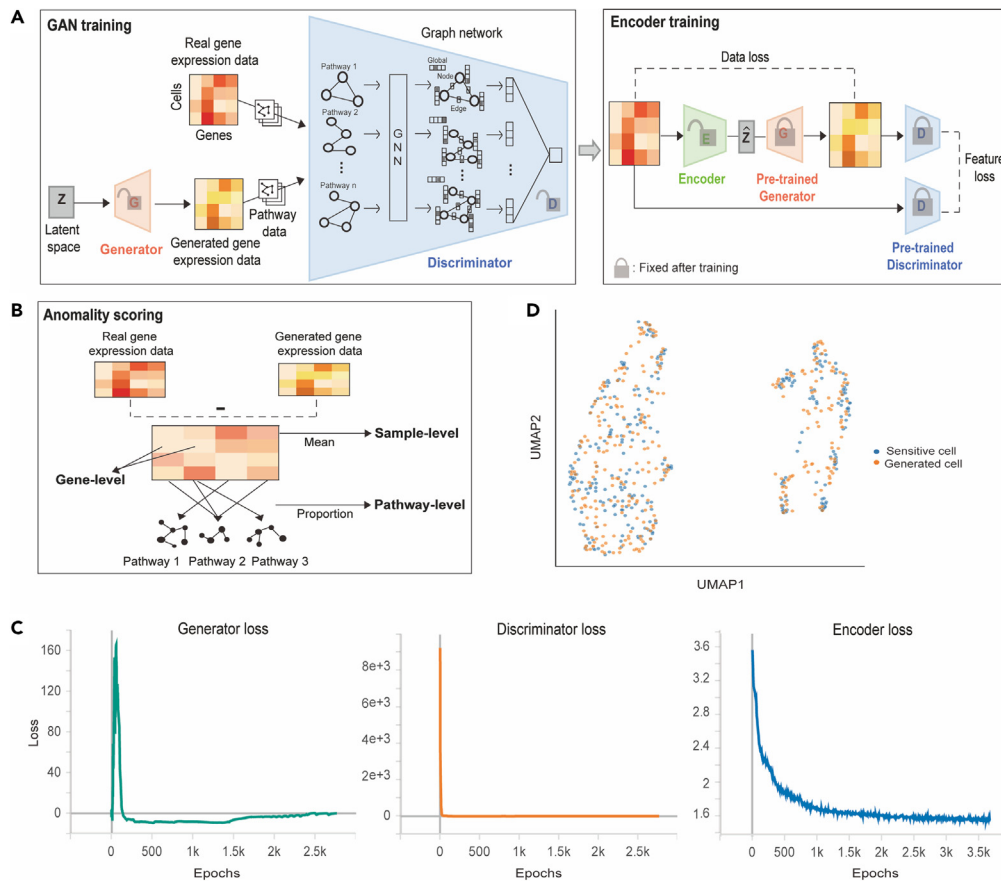 A
GAN training
Real gene
expression data
Cells
Genes
Z
Latent
space
G
Generator
Generated gene
expression data
Pathway
data
Graph network
Pathway 1
Pathway 2
...
Pathway n
G
N
N
Global
Node
Edge
...
...
D
Discriminator
Encoder training
Data loss
E
Encoder
Ẑ
G
Pre-trained
Generator
D
D
Feature
loss
Pre-trained
Discriminator
: Fixed after training
B
Anomality scoring
Real gene
expression data
Generated gene
expression data
-
Mean
Sample-level
Gene-level
Proportion
Pathway-level
Pathway 1 Pathway 2 Pathway 3
D
UMAP2
UMAP1
Sensitive cell
Generated cell
C
Generator loss
Loss
160
120
80
40
0
0 500 1k 1.5k 2k 2.5k
Epochs
Discriminator loss
8e+3
6e+3
4e+3
2e+3
0
0 500 1k 1.5k 2k 2.5k
Epochs
Encoder loss
3.6
3.2
2.8
2.4
2
1.6
0 500 1k 1.5k 2k 2.5k 3k 3.5k
Epochs